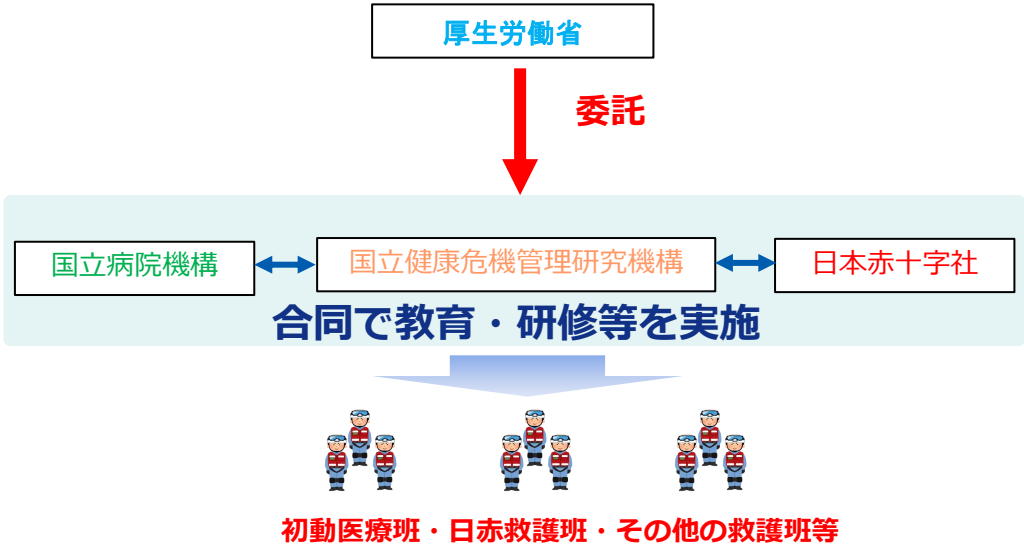 厚生労働省
委託
国立病院機構
国立健康危機管理研究機構
日本赤十字社
合同で教育・研修等を実施
初動医療班・日赤救護班・その他の救護班等